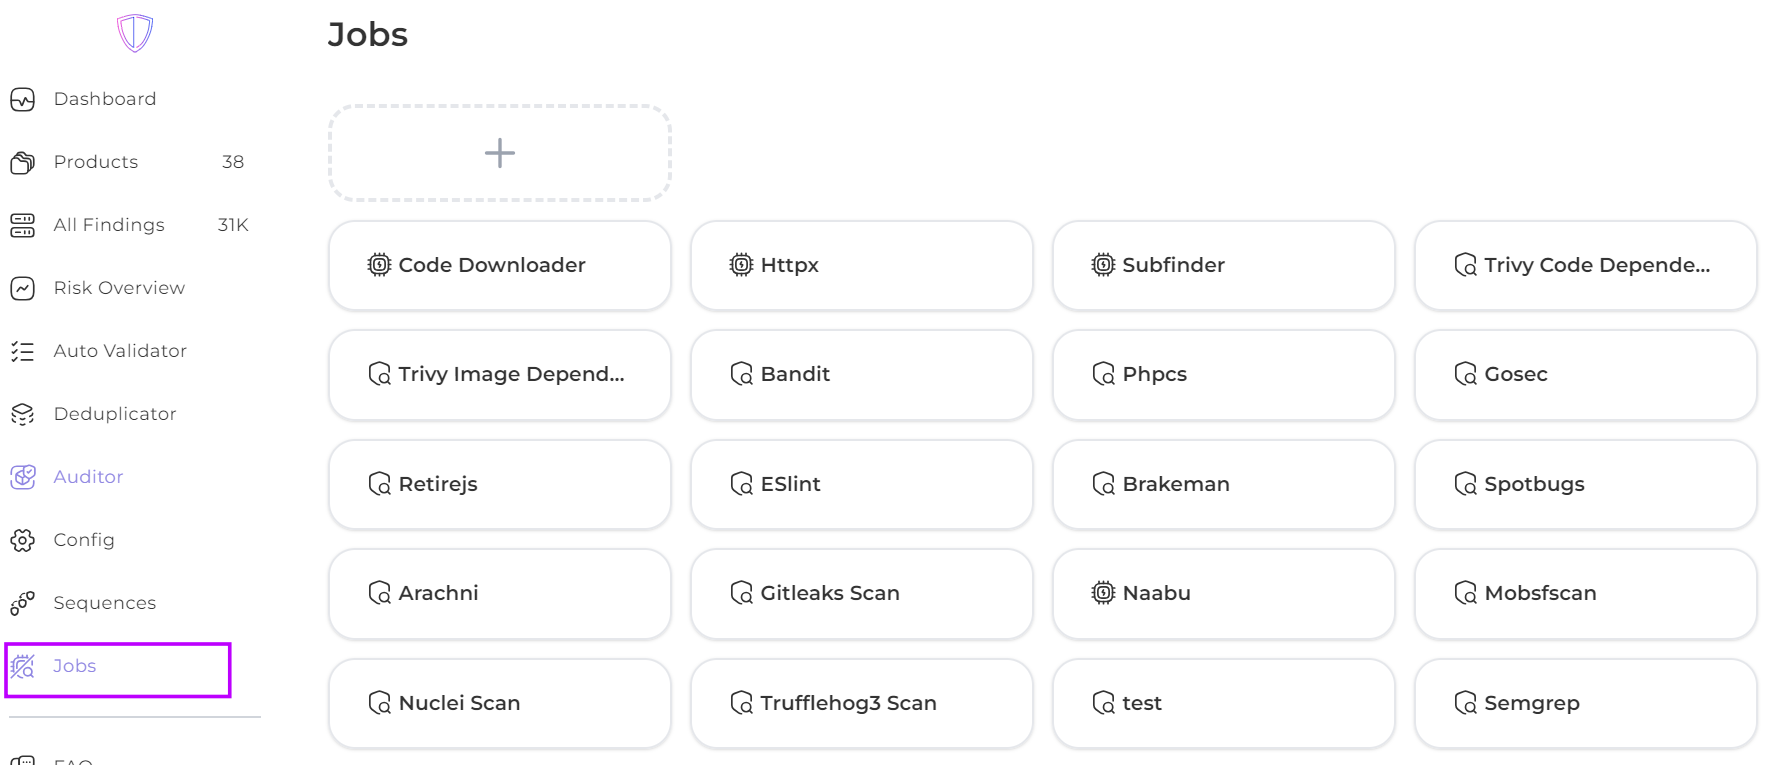 Jobs
Dashboard
Products 38
All Findings 31K
Risk Overview
Auto Validator
Deduplicator
Auditor
Config
Sequences
Jobs
FAQ
Code Downloader
Httpx
Subfinder
Trivy Code Depende...
Trivy Image Depend...
Bandit
Phpcs
Gosec
Retirejs
ESlint
Brakeman
Spotbugs
Arachni
Gitleaks Scan
Naabu
Mobsfscan
Nuclei Scan
Trufflehog3 Scan
test
Semgrep